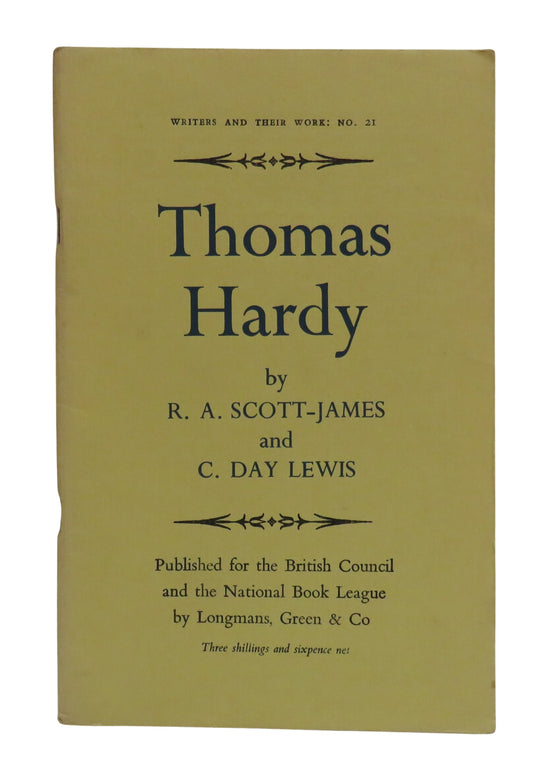 WRITERS AND THEIR WORK: NO. 21
Thomas
Hardy
by
R. A. SCOTT-JAMES
and
C. DAY LEWIS
Published for the British Council
and the National Book League
by Longmans, Green & Co
Three shillings and sixpence net